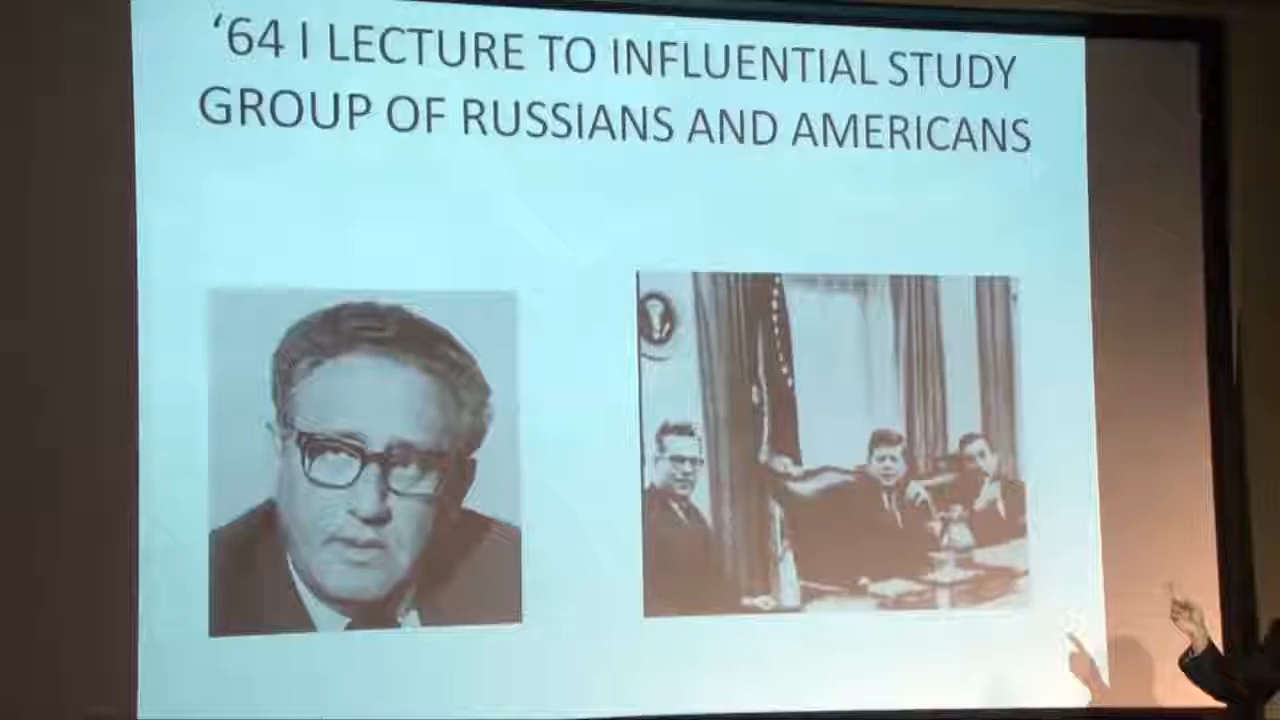 ‘64 I LECTURE TO INFLUENTIAL STUDY
GROUP OF RUSSIANS AND AMERICANS